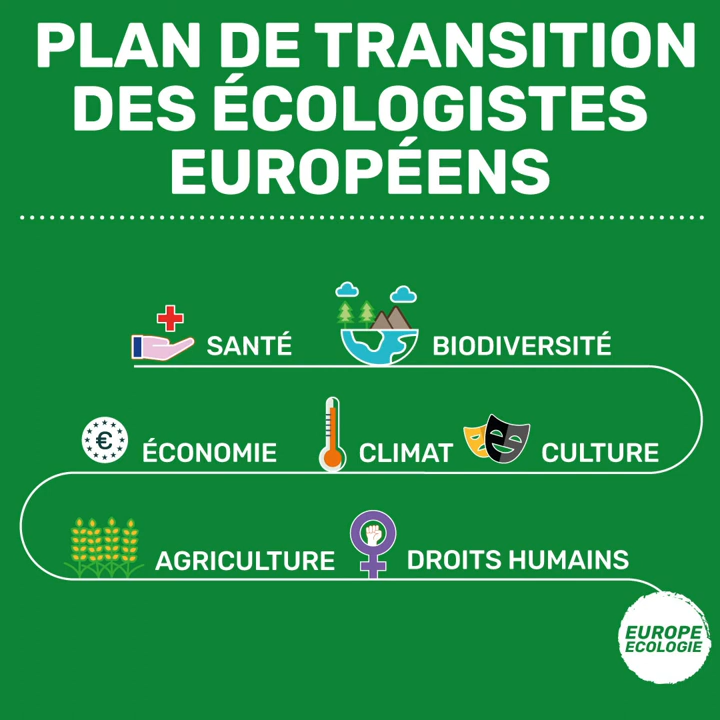 PLAN DE TRANSITION
DES ÉCOLOGISTES
EUROPÉENS
SANTÉ
BIODIVERSITÉ
€
ÉCONOMIE
CLIMAT
CULTURE
AGRICULTURE
DROITS HUMAINS
EUROPE
ECOLOGIE